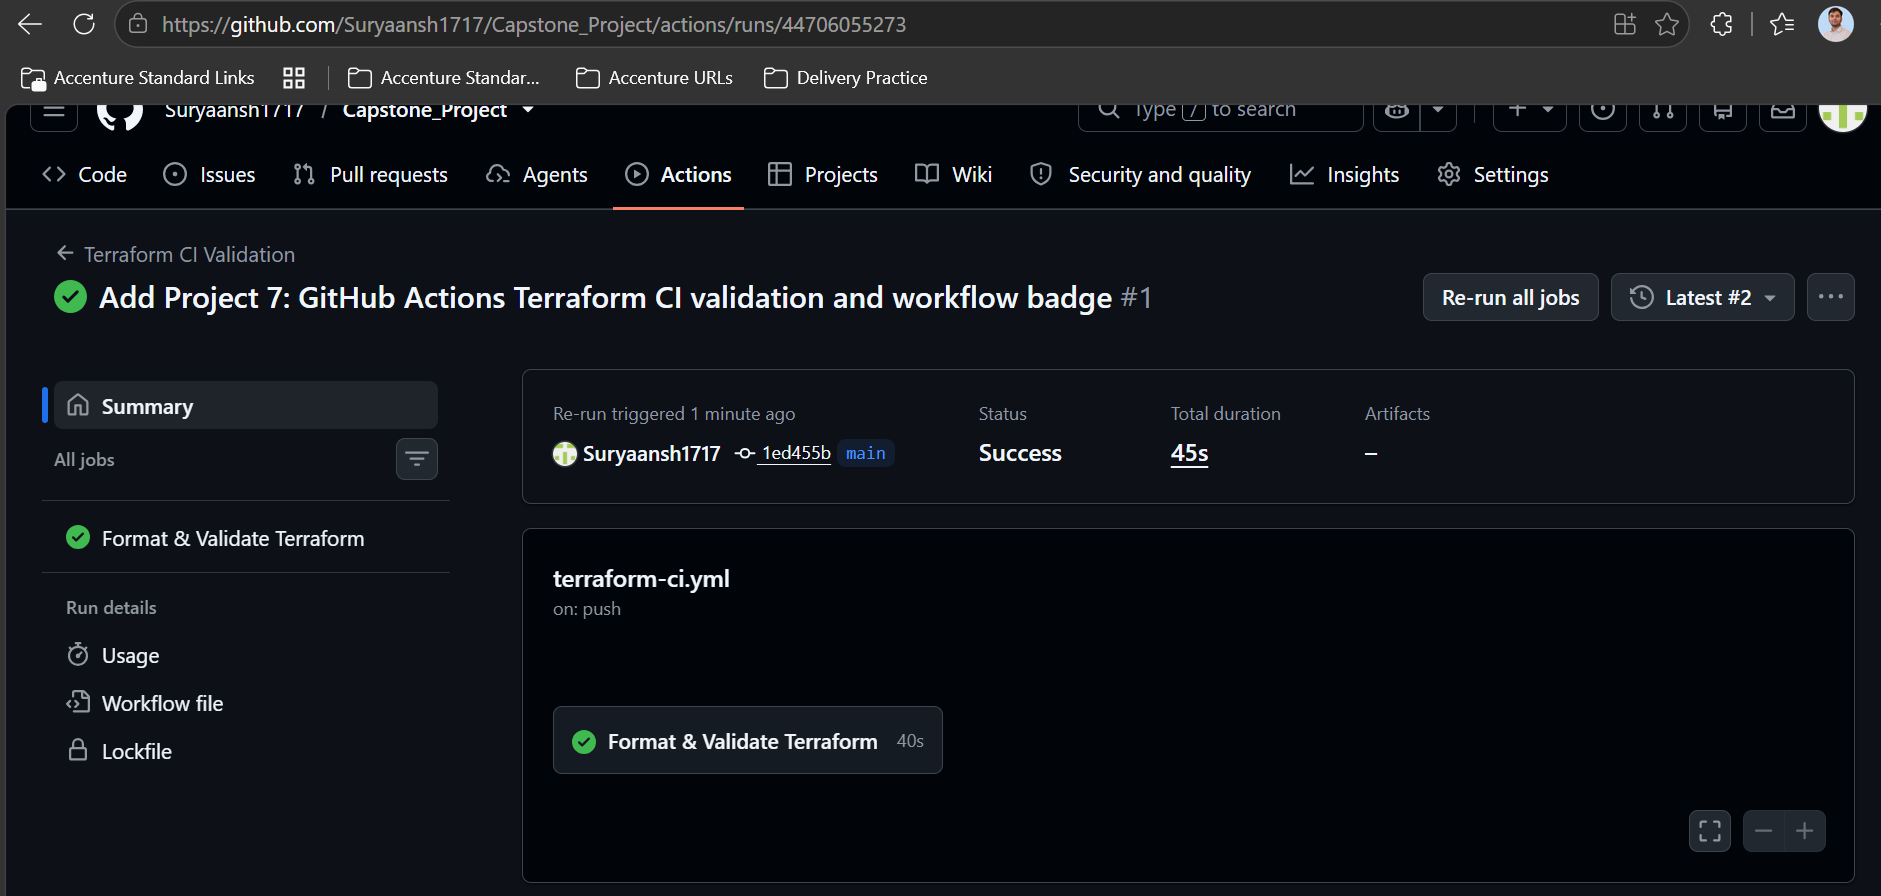 https://github.com/Suryaansh1717/Capstone_Project/actions/runs/44706055273
Accenture Standard Links
Accenture Standar...
Accenture URLs
Delivery Practice
Suryaansh1717 / Capstone_Project
Type / to search
Code
Issues
Pull requests
Agents
Actions
Projects
Wiki
Security and quality
Insights
Settings
Terraform CI Validation
Add Project 7: GitHub Actions Terraform CI validation and workflow badge #1
Re-run all jobs
Latest #2
Summary
All jobs
Format & Validate Terraform
Run details
Usage
Workflow file
Lockfile
Re-run triggered 1 minute ago
Suryaansh1717 1ed455b main
Status
Success
Total duration
45s
Artifacts
–
terraform-ci.yml
on: push
Format & Validate Terraform 40s